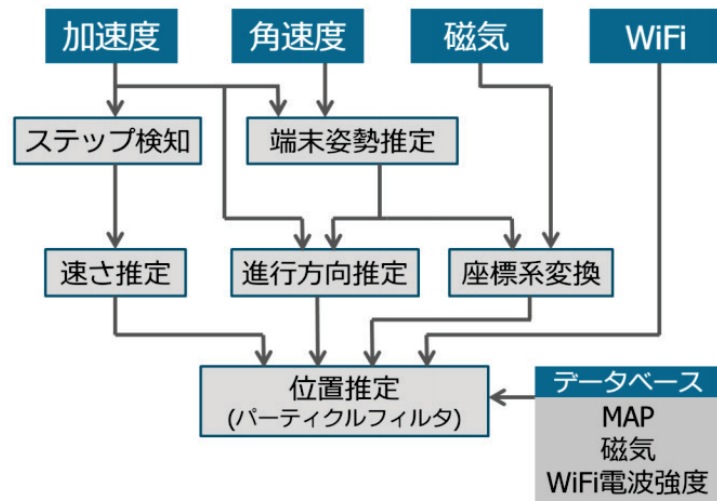 加速度
角速度
磁気
WiFi
ステップ検知
端末姿勢推定
速さ推定
進行方向推定
座標系変換
位置推定
(パーティクルフィルタ)
データベース
MAP
磁気
WiFi電波強度